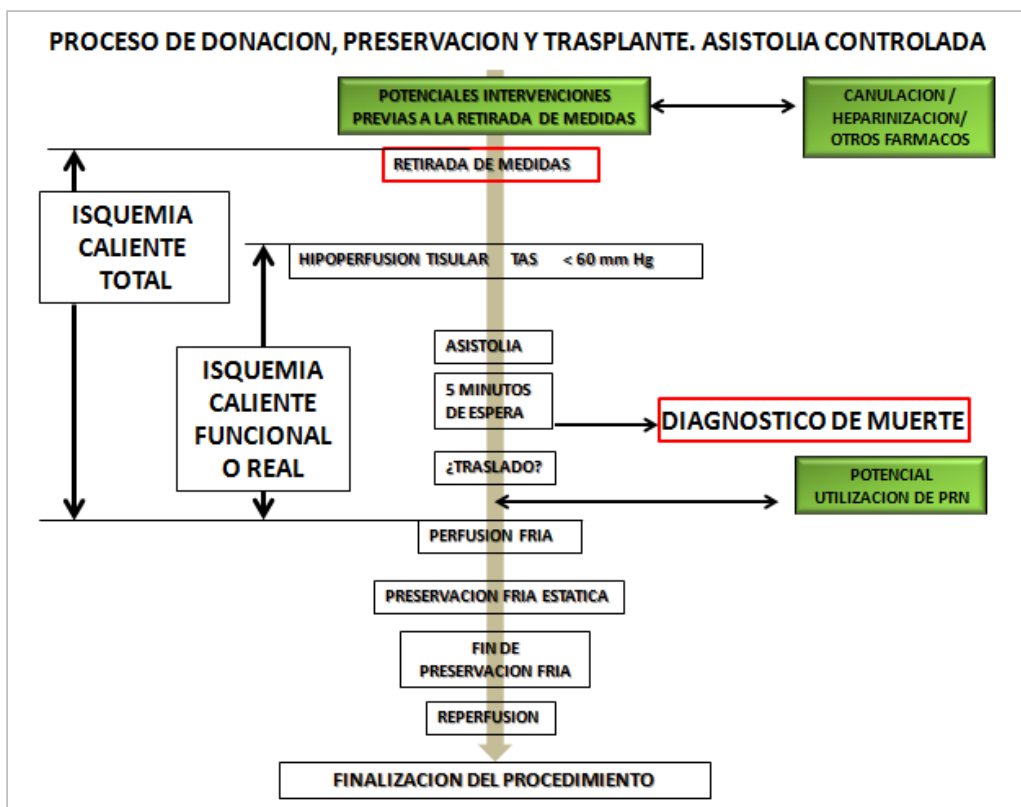 PROCESO DE DONACION, PRESERVACION Y TRASPLANTE. ASISTOLIA CONTROLADA
POTENCIALES INTERVENCIONES
PREVIAS A LA RETIRADA DE MEDIDAS
CANULACION /
HEPARINIZACION/
OTROS FARMACOS
RETIRADA DE MEDIDAS
ISQUEMIA
CALIENTE
TOTAL
HIPOPERFUSION TISULAR TAS < 60 mm Hg
ASISTOLIA
ISQUEMIA
CALIENTE
FUNCIONAL
O REAL
5 MINUTOS
DE ESPERA
DIAGNOSTICO DE MUERTE
¿TRASLADO?
POTENCIAL
UTILIZACION DE PRN
PERFUSION FRIA
PRESERVACION FRIA ESTATICA
FIN DE
PRESERVACION FRIA
REPERFUSION
FINALIZACION DEL PROCEDIMIENTO